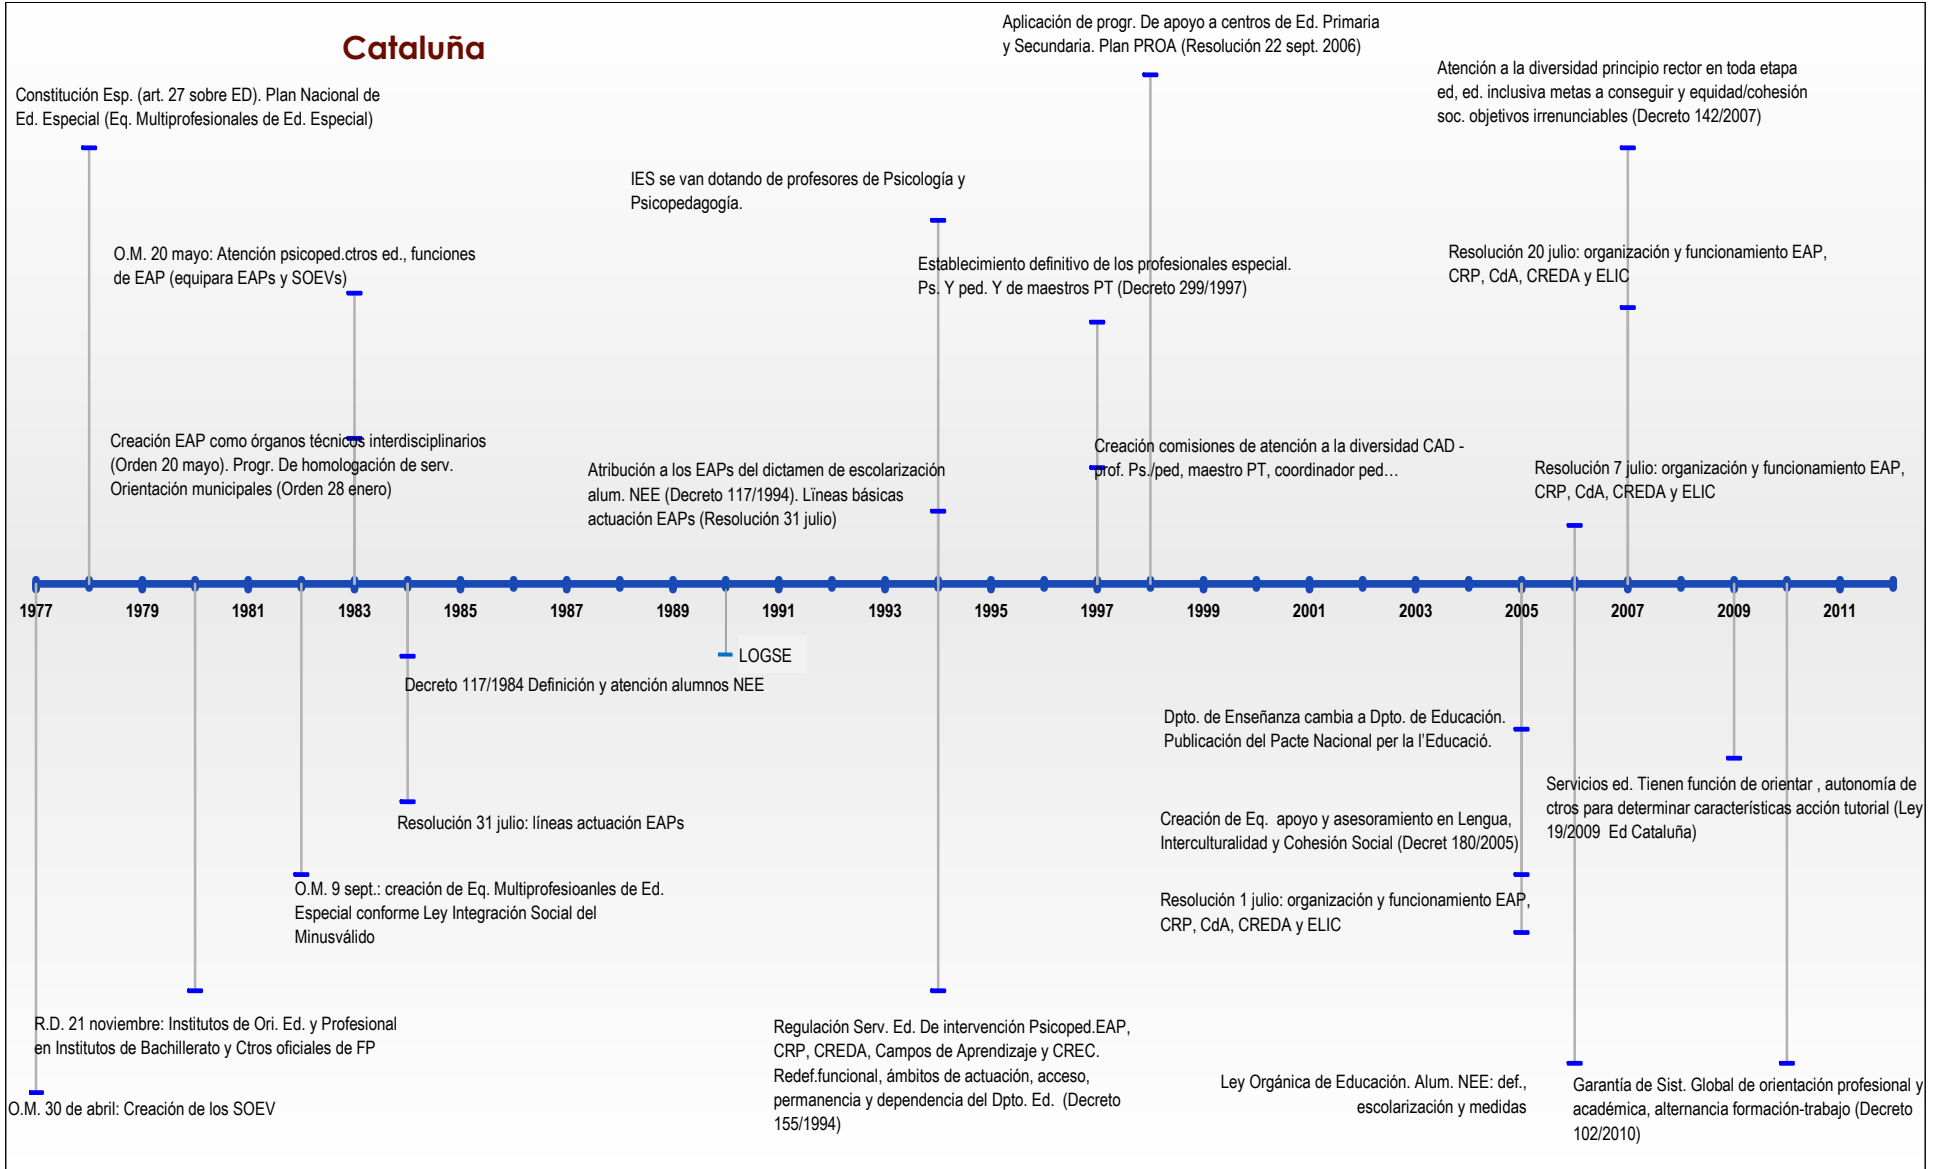 Cataluña
Aplicación de progr. De apoyo a centros de Ed. Primaria
y Secundaria. Plan PROA (Resolución 22 sept. 2006)
Constitución Esp. (art. 27 sobre ED). Plan Nacional de
Ed. Especial (Eq. Multiprofesionales de Ed. Especial)
Atención a la diversidad principio rector en toda etapa
ed, ed. inclusiva metas a conseguir y equidad/cohesión
soc. objetivos irrenunciables (Decreto 142/2007)
IES se van dotando de profesores de Psicología y
Psicopedagogía.
O.M. 20 mayo: Atención psicoped.ctros ed., funciones
de EAP (equipara EAPs y SOEVs)
Establecimiento definitivo de los profesionales especial.
Ps. Y ped. Y de maestros PT (Decreto 299/1997)
Resolución 20 julio: organización y funcionamiento EAP,
CRP, CdA, CREDA y ELIC
Creación EAP como órganos técnicos interdisciplinarios
(Orden 20 mayo). Progr. De homologación de serv.
Orientación municipales (Orden 28 enero)
Atribución a los EAPs del dictamen de escolarización
alum. NEE (Decreto 117/1994). Lïneas básicas
actuación EAPs (Resolución 31 julio)
Creación comisiones de atención a la diversidad CAD -
prof. Ps./ped, maestro PT, coordinador ped…
Resolución 7 julio: organización y funcionamiento EAP,
CRP, CdA, CREDA y ELIC
1977 1979 1981 1983 1985 1987 1989 1991 1993 1995 1997 1999 2001 2003 2005 2007 2009 2011
LOGSE
Decreto 117/1984 Definición y atención alumnos NEE
Dpto. de Enseñanza cambia a Dpto. de Educación.
Publicación del Pacte Nacional per la l'Educació.
Servicios ed. Tienen función de orientar , autonomía de
ctros para determinar características acción tutorial (Ley
19/2009  Ed Cataluña)
Resolución 31 julio: líneas actuación EAPs
Creación de Eq.  apoyo y asesoramiento en Lengua,
Interculturalidad y Cohesión Social (Decret 180/2005)
O.M. 9 sept.: creación de Eq. Multiprofesioanles de Ed.
Especial conforme Ley Integración Social del
Minusválido
Resolución 1 julio: organización y funcionamiento EAP,
CRP, CdA, CREDA y ELIC
R.D. 21 noviembre: Institutos de Ori. Ed. y Profesional
en Institutos de Bachillerato y Ctros oficiales de FP
O.M. 30 de abril: Creación de los SOEV
Regulación Serv. Ed. De intervención Psicoped.EAP,
CRP, CREDA, Campos de Aprendizaje y CREC.
Redef.funcional, ámbitos de actuación, acceso,
permanencia y dependencia del Dpto. Ed.  (Decreto
155/1994)
Ley Orgánica de Educación. Alum. NEE: def.,
escolarización y medidas
Garantía de Sist. Global de orientación profesional y
académica, alternancia formación-trabajo (Decreto
102/2010)